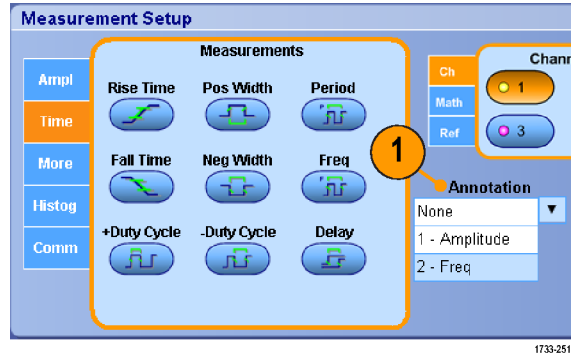 Measurement Setup
Measurements
Ampl
Time
More
Histog
Comm
Rise Time Pos Width Period
Fall Time Neg Width Freq
+Duty Cycle -Duty Cycle Delay
Ch
Math
Ref
Chann
1
3
1
Annotation
None
1 - Amplitude
2 - Freq
1733-251